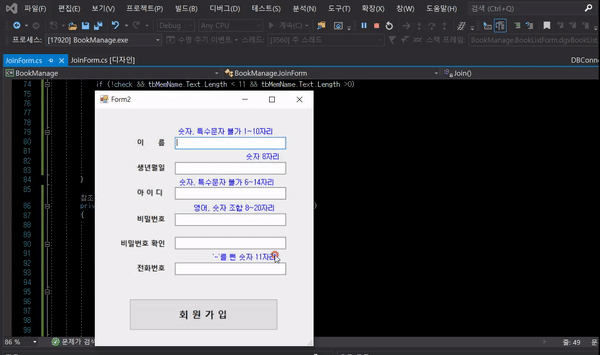 파일(F) 편집(E) 보기(V) 프로젝트(P) 빌드(B) 디버그(D) 팀(M) 분석(N) 도구(T) 확장(X) 창(W) 도움말(H) 검색 (Ctrl+Q)
Debug Any CPU 계속(C)
프로세스: [17920] BookManage.exe 수명 주기 이벤트 스레드: [3560] 주 스레드 스택 프레임: BookManage.BookListForm.dgvBookList
JoinForm.cs JoinForm.cs [디자인] DBConne
BookManage BookManage.JoinForm Join()
74 if (!check && tbMemName.Text.Length < 11 && tbMemName.Text.Length >0)
75
76
77
78
79
80
81
82
83
84 }
85
참조
86 priv
87 {
88
89
90
91
92
93
94
95
96
97
98
99
Form2
숫자, 특수문자 불가 1~10자리
이 름
숫자 8자리
생년월일
숫자, 특수문자 불가 6~14자리
아 이 디
영어, 숫자 조합 8~20자리
비밀번호
비밀번호 확인
'-'를 뺀 숫자 11자리
전화번호
회 원 가 입
86 % 문제가 검색 줄: 49